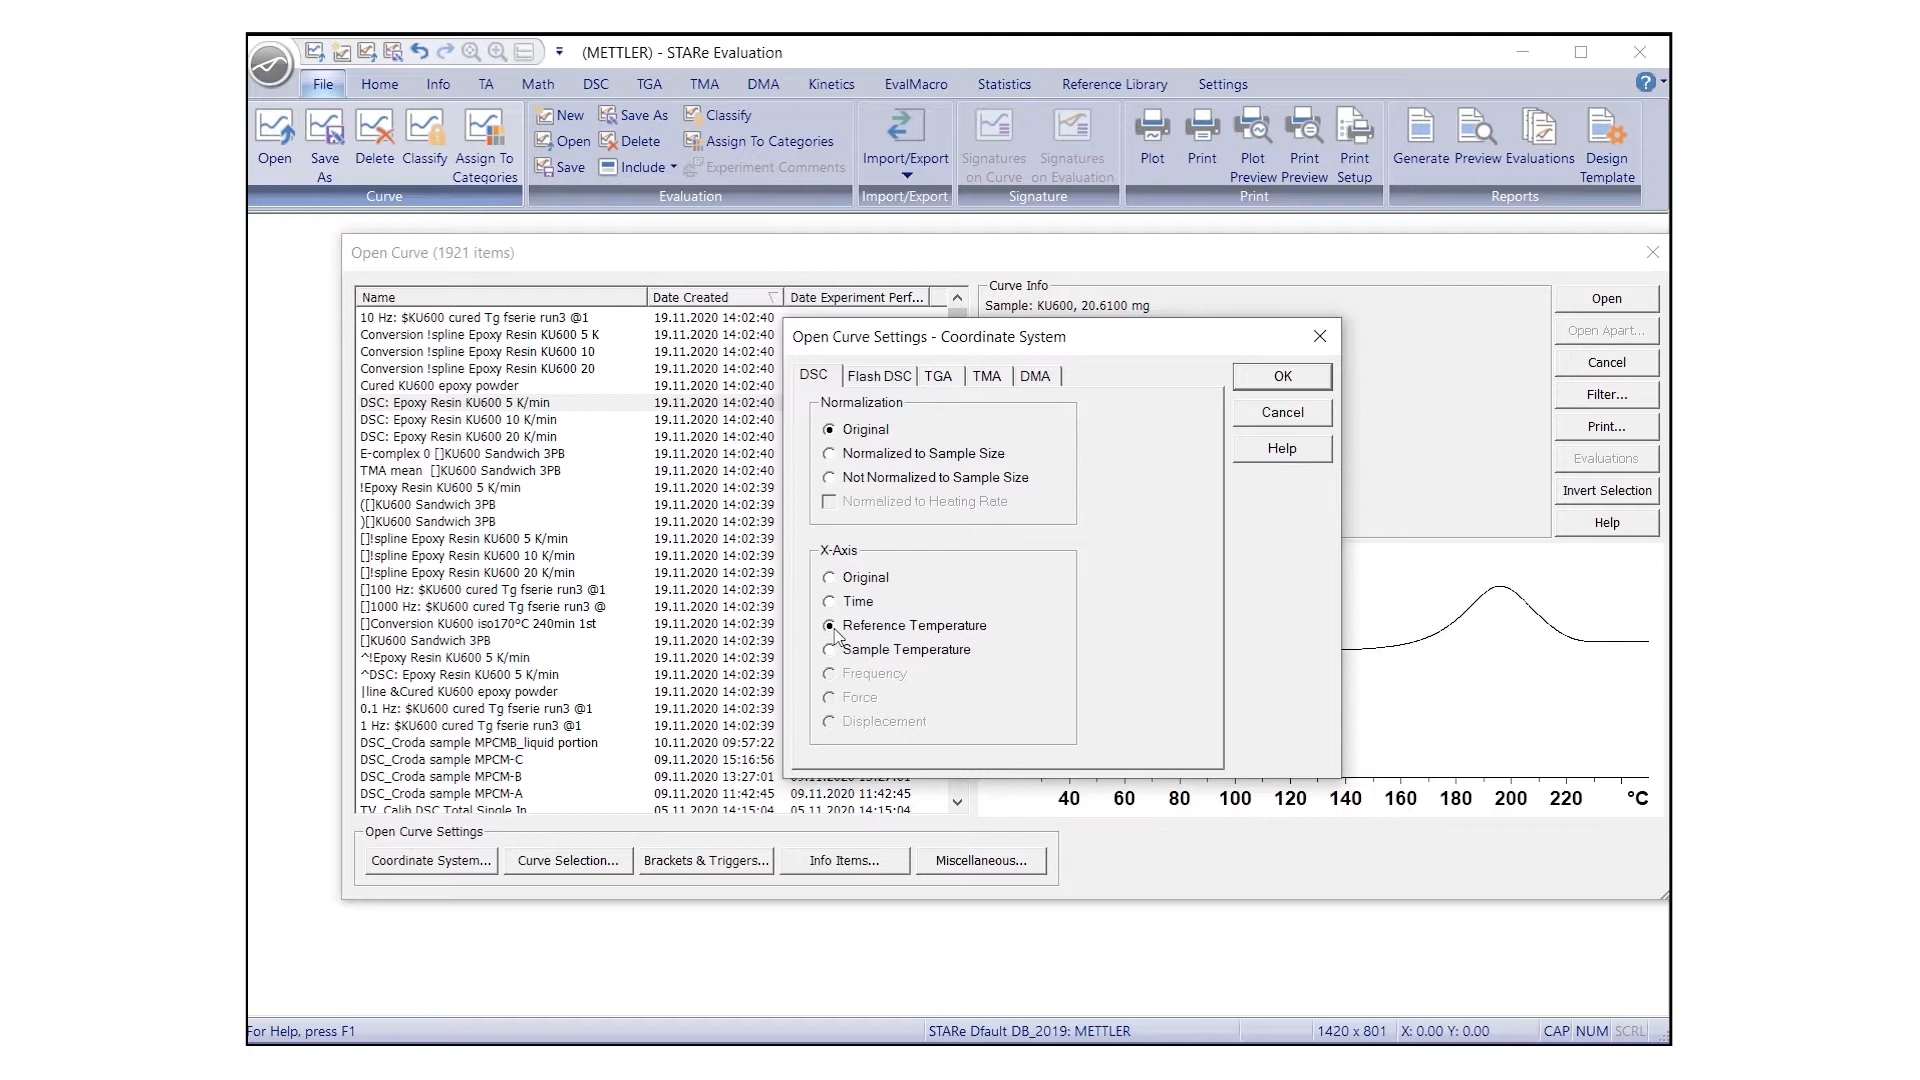 (METTLER) - STARe Evaluation
File Home Info TA Math DSC TGA TMA DMA Kinetics EvalMacro Statistics Reference Library Settings
Open Save As Delete Classify Assign To Categories
Curve
New Save As Classify
Open Delete Assign To Categories
Save Include Experiment Comments
Evaluation
Import/Export
Import/Export
Signatures on Curve Signatures on Evaluation
Signature
Plot Print Plot Preview Print Preview Print Setup
Print
Generate Preview Evaluations Design Template
Reports
Open Curve (1921 items)
Name Date Created Date Experiment Perf...
10 Hz: $KU600 cured Tg fserie run3 @1 19.11.2020 14:02:40
Conversion !spline Epoxy Resin KU600 5 K 19.11.2020 14:02:40
Conversion !spline Epoxy Resin KU600 10 19.11.2020 14:02:40
Conversion !spline Epoxy Resin KU600 20 19.11.2020 14:02:40
Cured KU600 epoxy powder 19.11.2020 14:02:40
DSC: Epoxy Resin KU600 5 K/min 19.11.2020 14:02:40
DSC: Epoxy Resin KU600 10 K/min 19.11.2020 14:02:40
DSC: Epoxy Resin KU600 20 K/min 19.11.2020 14:02:40
E-complex 0 []KU600 Sandwich 3PB 19.11.2020 14:02:40
TMA mean []KU600 Sandwich 3PB 19.11.2020 14:02:40
!Epoxy Resin KU600 5 K/min 19.11.2020 14:02:39
([]KU600 Sandwich 3PB 19.11.2020 14:02:39
)[]KU600 Sandwich 3PB 19.11.2020 14:02:39
[]!spline Epoxy Resin KU600 5 K/min 19.11.2020 14:02:39
[]!spline Epoxy Resin KU600 10 K/min 19.11.2020 14:02:39
[]!spline Epoxy Resin KU600 20 K/min 19.11.2020 14:02:39
[]100 Hz: $KU600 cured Tg fserie run3 @1 19.11.2020 14:02:39
[]1000 Hz: $KU600 cured Tg fserie run3 @ 19.11.2020 14:02:39
[]Conversion KU600 iso170°C 240min 1st 19.11.2020 14:02:39
[]KU600 Sandwich 3PB 19.11.2020 14:02:39
^!Epoxy Resin KU600 5 K/min 19.11.2020 14:02:39
^DSC: Epoxy Resin KU600 5 K/min 19.11.2020 14:02:39
|line &Cured KU600 epoxy powder 19.11.2020 14:02:39
0.1 Hz: $KU600 cured Tg fserie run3 @1 19.11.2020 14:02:39
1 Hz: $KU600 cured Tg fserie run3 @1 19.11.2020 14:02:39
DSC_Croda sample MPCMB_liquid portion 10.11.2020 09:57:22
DSC_Croda sample MPCM-C 09.11.2020 15:16:56
DSC_Croda sample MPCM-B 09.11.2020 13:27:01 09.11.2020 13:27:01
DSC_Croda sample MPCM-A 09.11.2020 11:42:45 09.11.2020 11:42:45
TV_Calib DSC Total Single In 05.11.2020 14:15:04 05.11.2020 14:15:04
Curve Info
Sample: KU600, 20.6100 mg
Open
Open Apart...
Cancel
Filter...
Print...
Evaluations
Invert Selection
Help
Open Curve Settings - Coordinate System
DSC Flash DSC TGA TMA DMA
Normalization
Original
Normalized to Sample Size
Not Normalized to Sample Size
Normalized to Heating Rate
X-Axis
Original
Time
Reference Temperature
Sample Temperature
Frequency
Force
Displacement
OK
Cancel
Help
40 60 80 100 120 140 160 180 200 220 °C
Open Curve Settings
Coordinate System... Curve Selection... Brackets & Triggers... Info Items... Miscellaneous...
For Help, press F1 STARe Dfault DB_2019: METTLER 1420 x 801 X: 0.00 Y: 0.00 CAP NUM SCRL